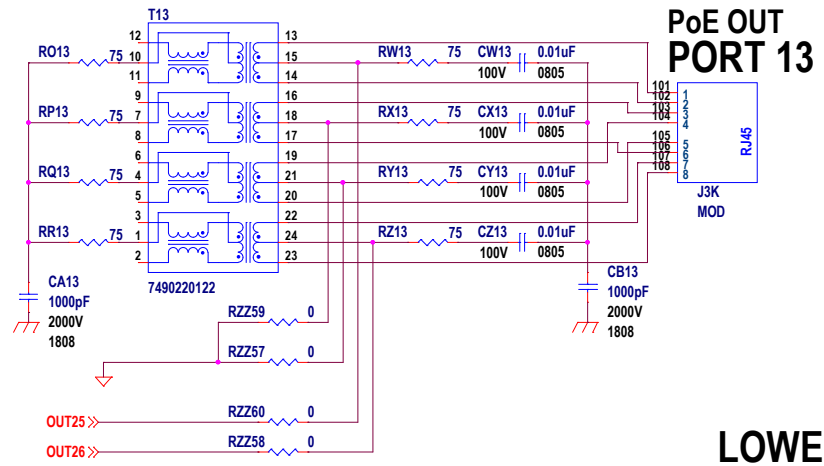 T13
PoE OUT
PORT 13
12 13
RO13 75 10 15 RW13 75 CW13 0.01uF
11 14 100V 0805
9 16
RP13 75 7 18 RX13 75 CX13 0.01uF
8 17 100V 0805
6 19
RQ13 75 4 21 RY13 75 CY13 0.01uF
5 20 100V 0805
3 22
RR13 75 1 24 RZ13 75 CZ13 0.01uF
2 23 100V 0805
101 1
102 2
103 3
104 4
105 5
106 6
107 7
108 8
RJ45
J3K
MOD
7490220122
CA13
1000pF
2000V
1808
CB13
1000pF
2000V
1808
RZZ59 0
RZZ57 0
OUT25 RZZ60 0
OUT26 RZZ58 0
LOWE